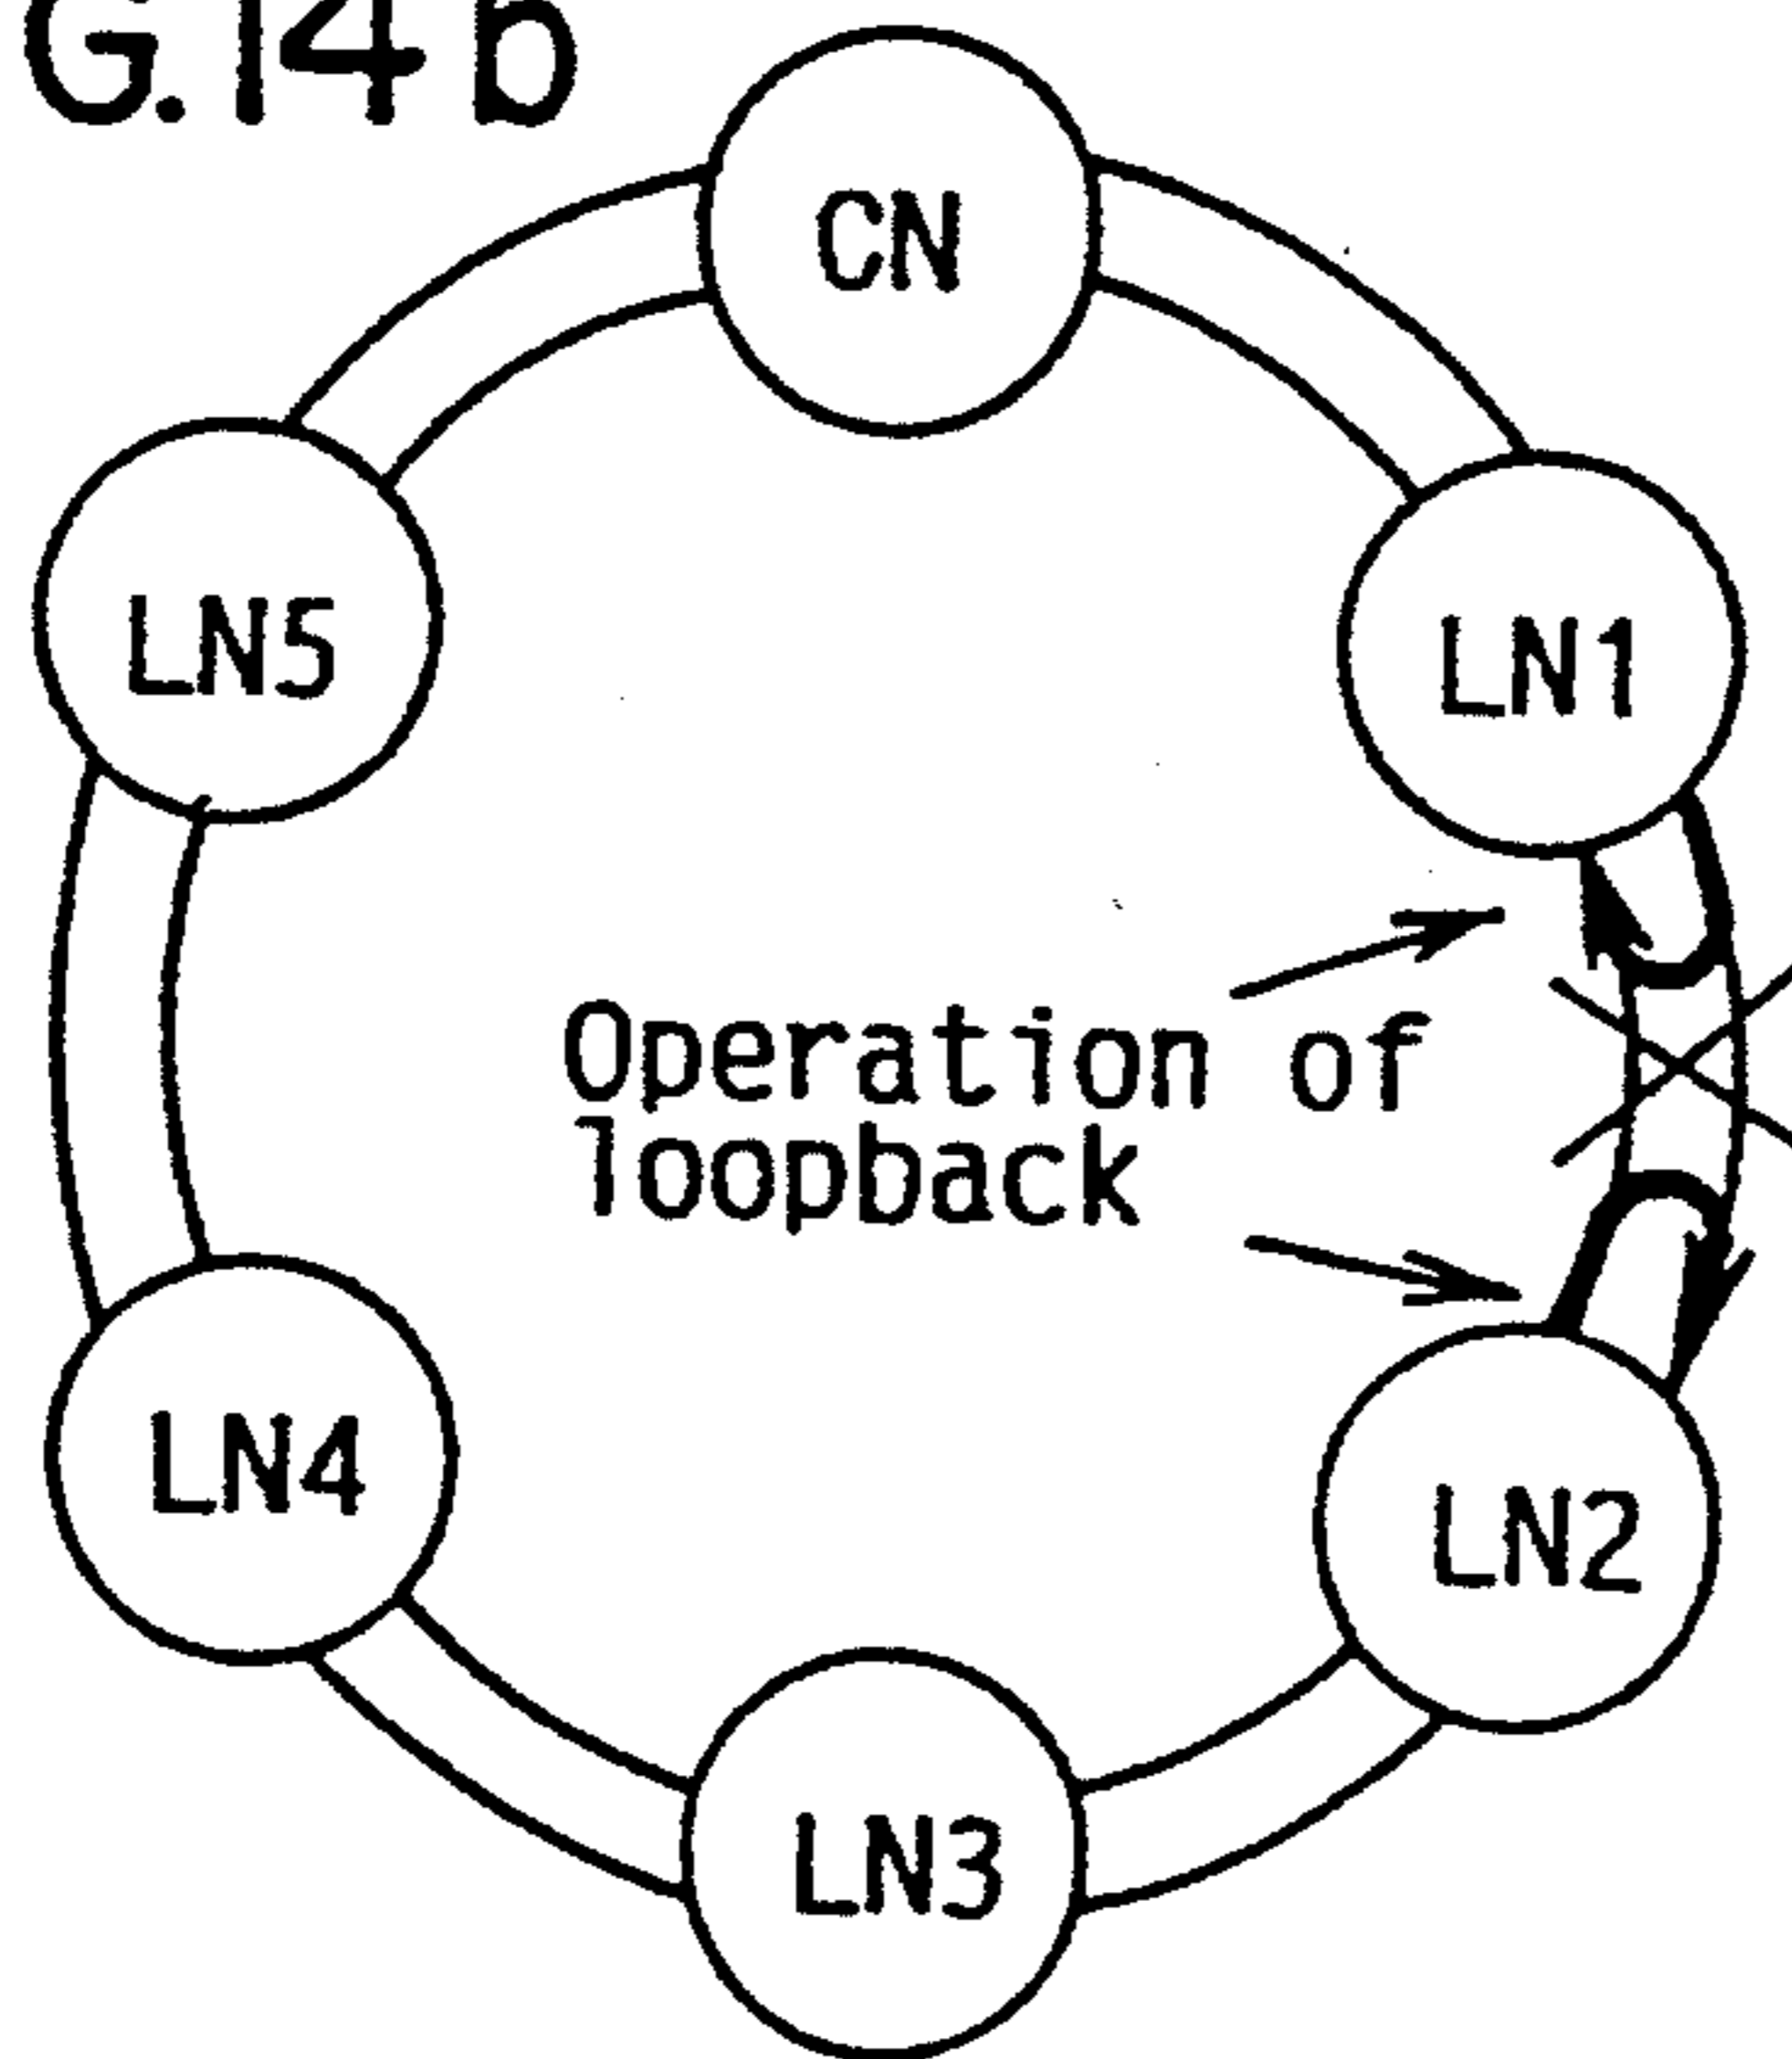 G.14b
CN
LN5
LN1
Operation of
loopback
LN4
LN2
LN3